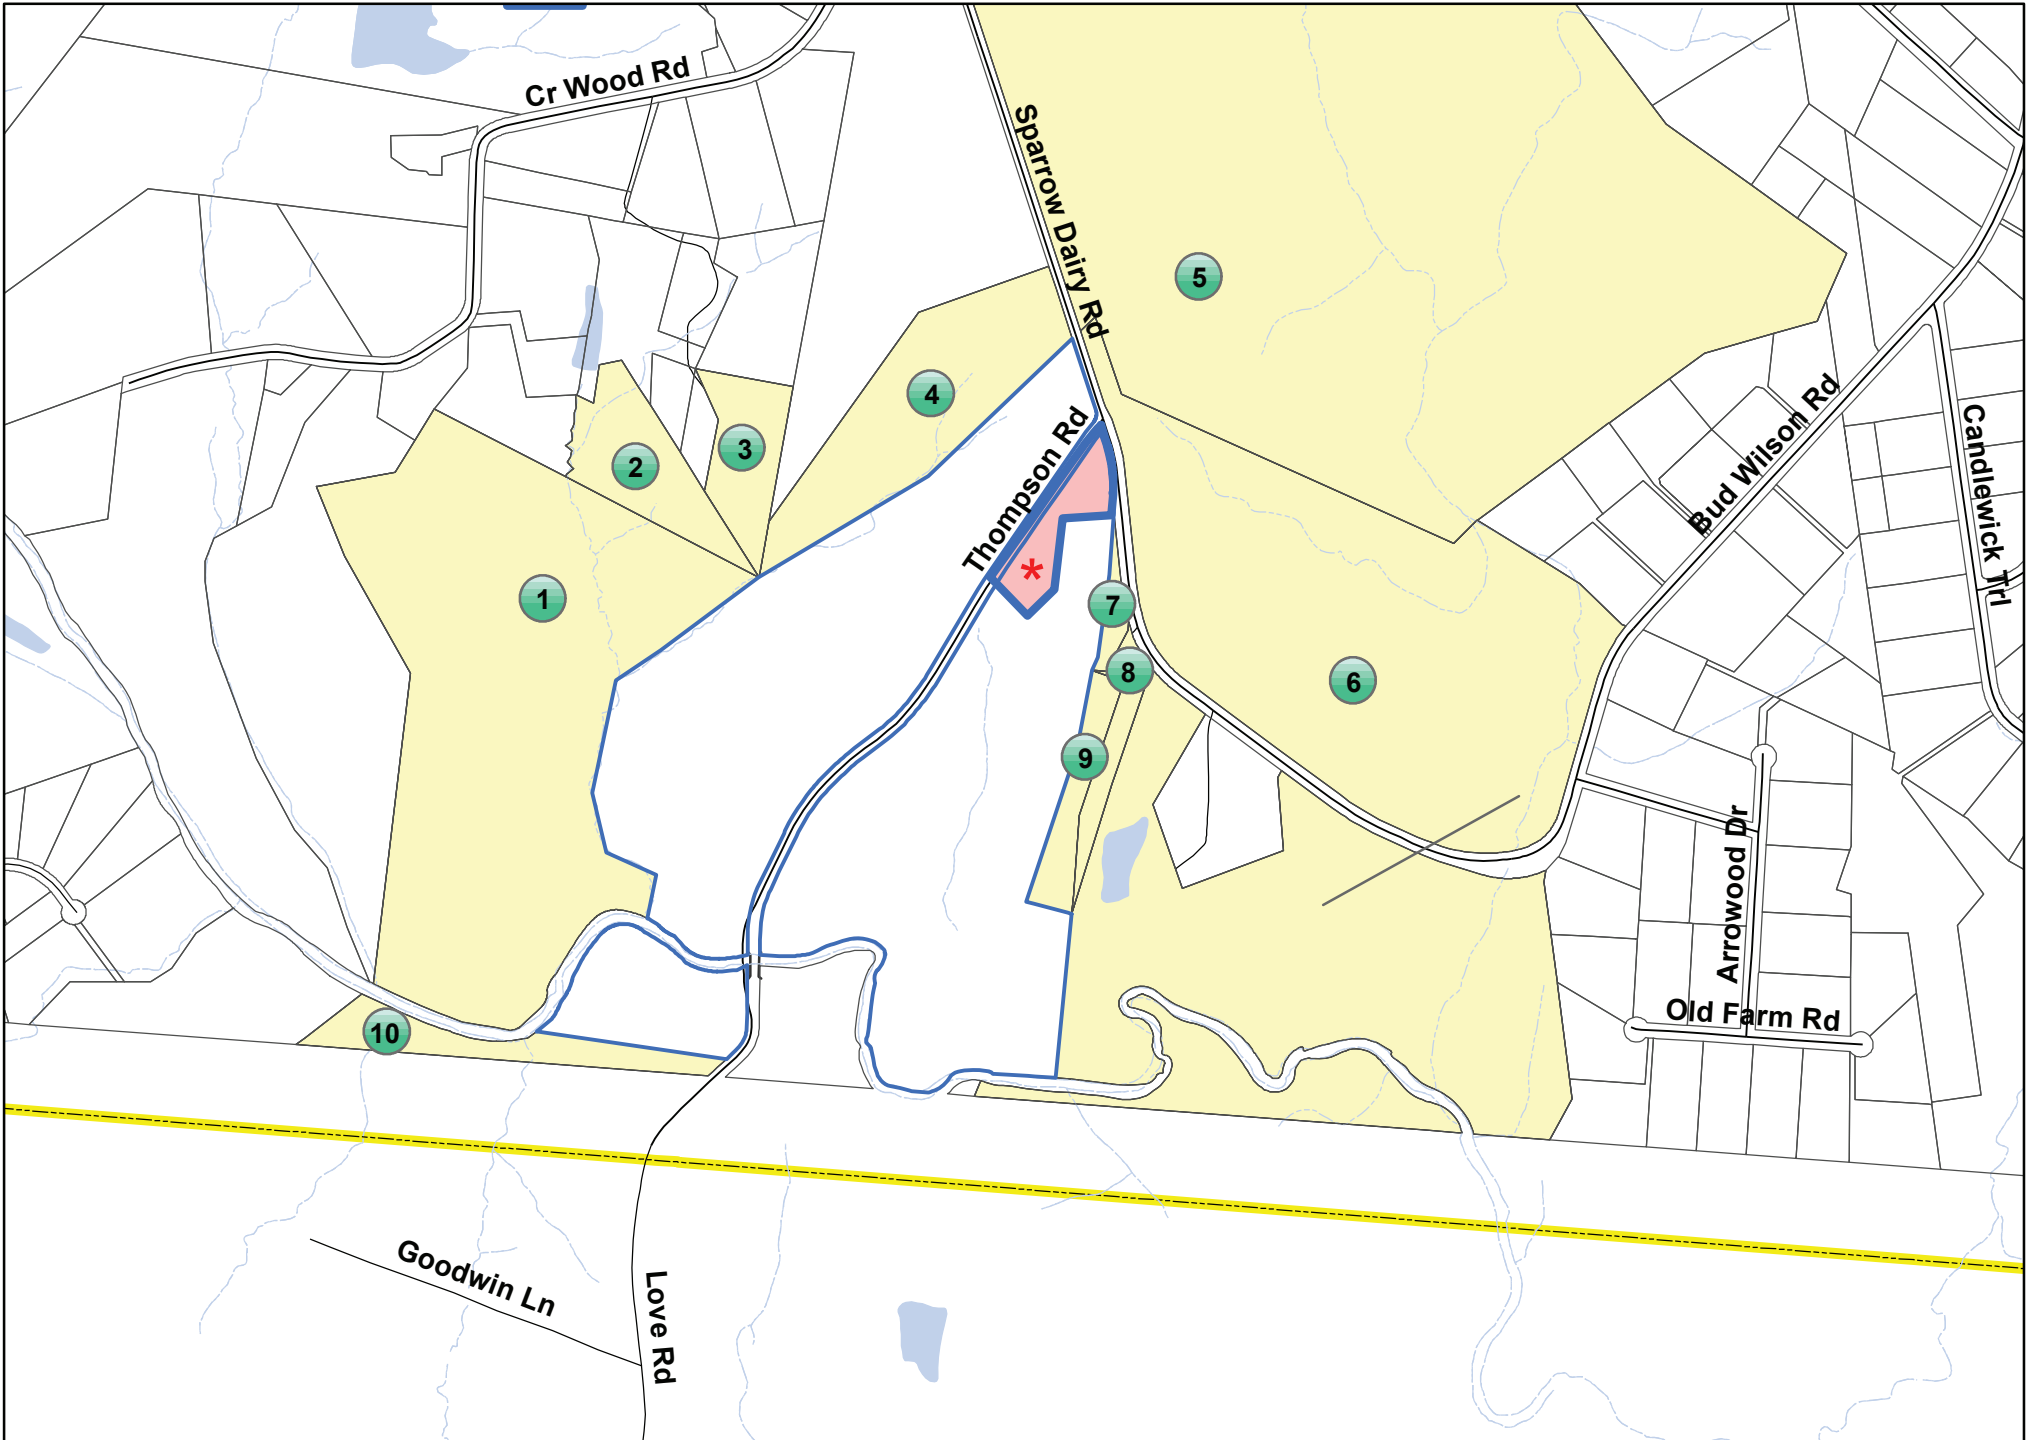 Cr Wood Rd
Sparrow Dairy Rd
5
4
Thompson Rd
Bud Wilson Rd
Candlewick Trl
3
2
*
1
7
8
6
9
Arrowood Dr
Old Farm Rd
10
Goodwin Ln
Love Rd